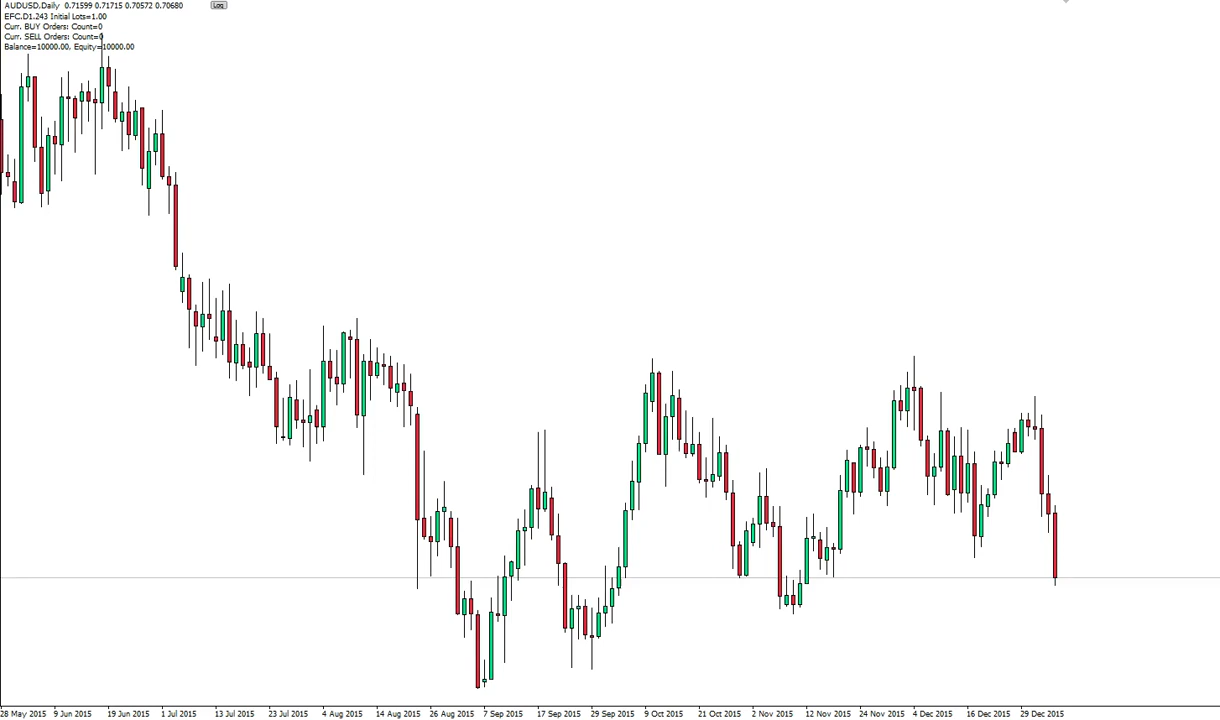 AUDUSD,Daily 0.71599 0.71715 0.70572 0.70680
Log
EFC.D1.243 Initial Lots=1.00
Curr. BUY Orders: Count=0
Curr. SELL Orders: Count=0
Balance=10000.00, Equity=10000.00
28 May 2015 9 Jun 2015 19 Jun 2015 1 Jul 2015 13 Jul 2015 23 Jul 2015 4 Aug 2015 14 Aug 2015 26 Aug 2015 7 Sep 2015 17 Sep 2015 29 Sep 2015 9 Oct 2015 21 Oct 2015 2 Nov 2015 12 Nov 2015 24 Nov 2015 4 Dec 2015 16 Dec 2015 29 Dec 2015